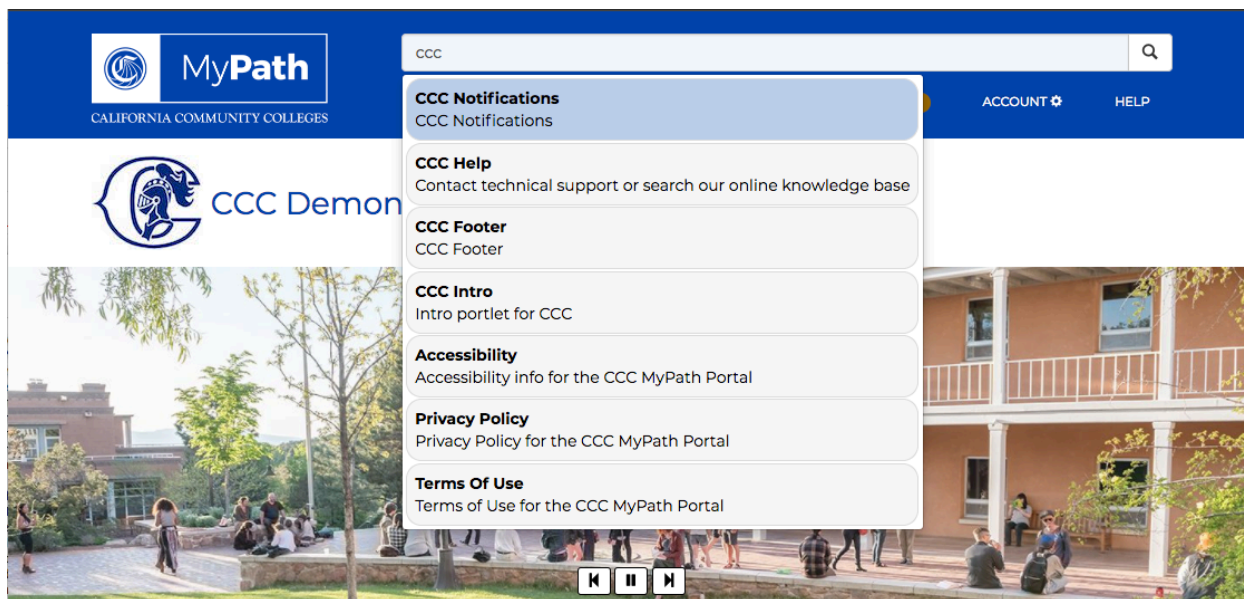 MyPath
CALIFORNIA COMMUNITY COLLEGES
ccc
ACCOUNT
HELP
CCC Demon
CCC Notifications
CCC Notifications
CCC Help
Contact technical support or search our online knowledge base
CCC Footer
CCC Footer
CCC Intro
Intro portlet for CCC
Accessibility
Accessibility info for the CCC MyPath Portal
Privacy Policy
Privacy Policy for the CCC MyPath Portal
Terms Of Use
Terms of Use for the CCC MyPath Portal